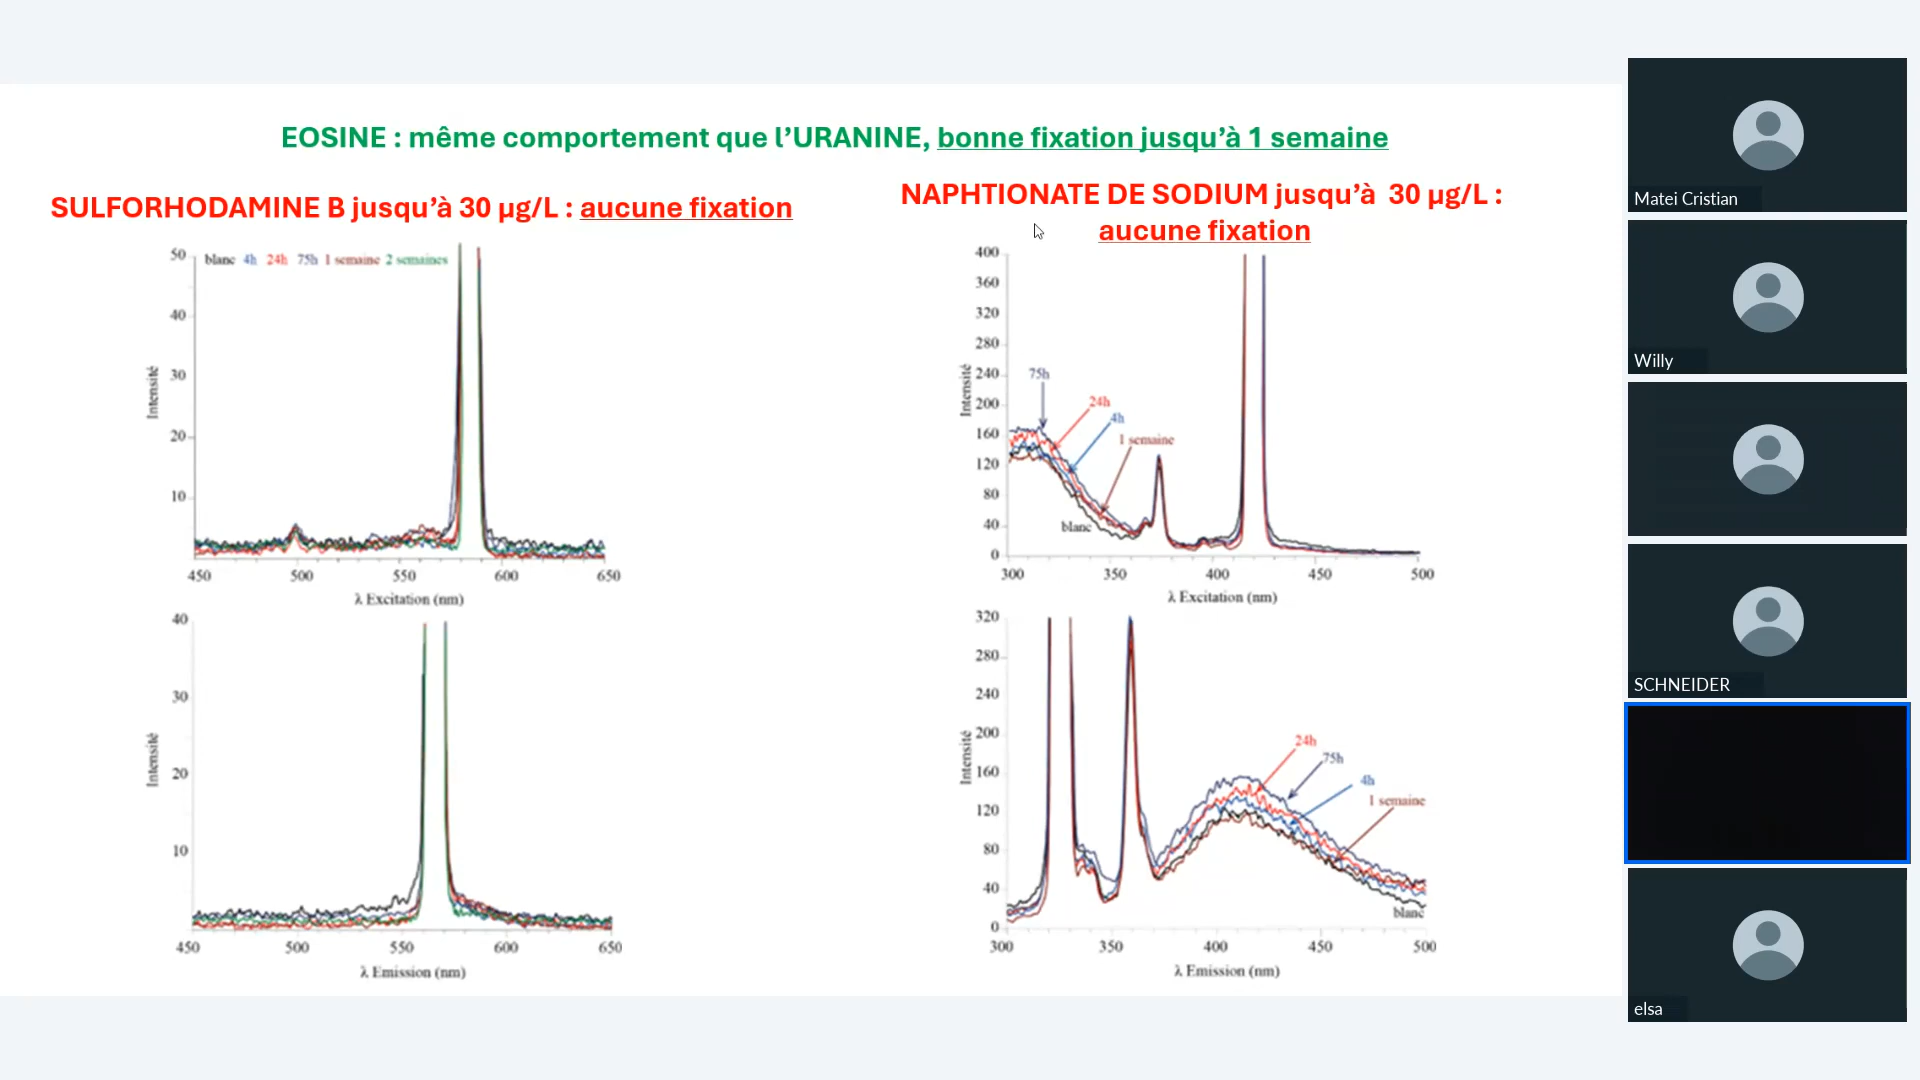 EOSINE : même comportement que l’URANINE, bonne fixation jusqu’à 1 semaine
SULFORHODAMINE B jusqu’à 30 µg/L : aucune fixation
50
blanc 4h 24h 75h 1 semaine 2 semaines
40
30
20
10
Intensité
450 500 550 600 650
λ Excitation (nm)
40
30
20
10
Intensité
450 500 550 600 650
λ Emission (nm)
NAPHTIONATE DE SODIUM jusqu’à 30 µg/L :
aucune fixation
400
360
320
280
240
200
160
120
80
40
0
Intensité
75h
24h
4h
1 semaine
blanc
300 350 400 450 500
λ Excitation (nm)
320
280
240
200
160
120
80
40
0
Intensité
24h
75h
4h
1 semaine
blanc
300 350 400 450 500
λ Emission (nm)
Matei Cristian
Willy
SCHNEIDER
elsa